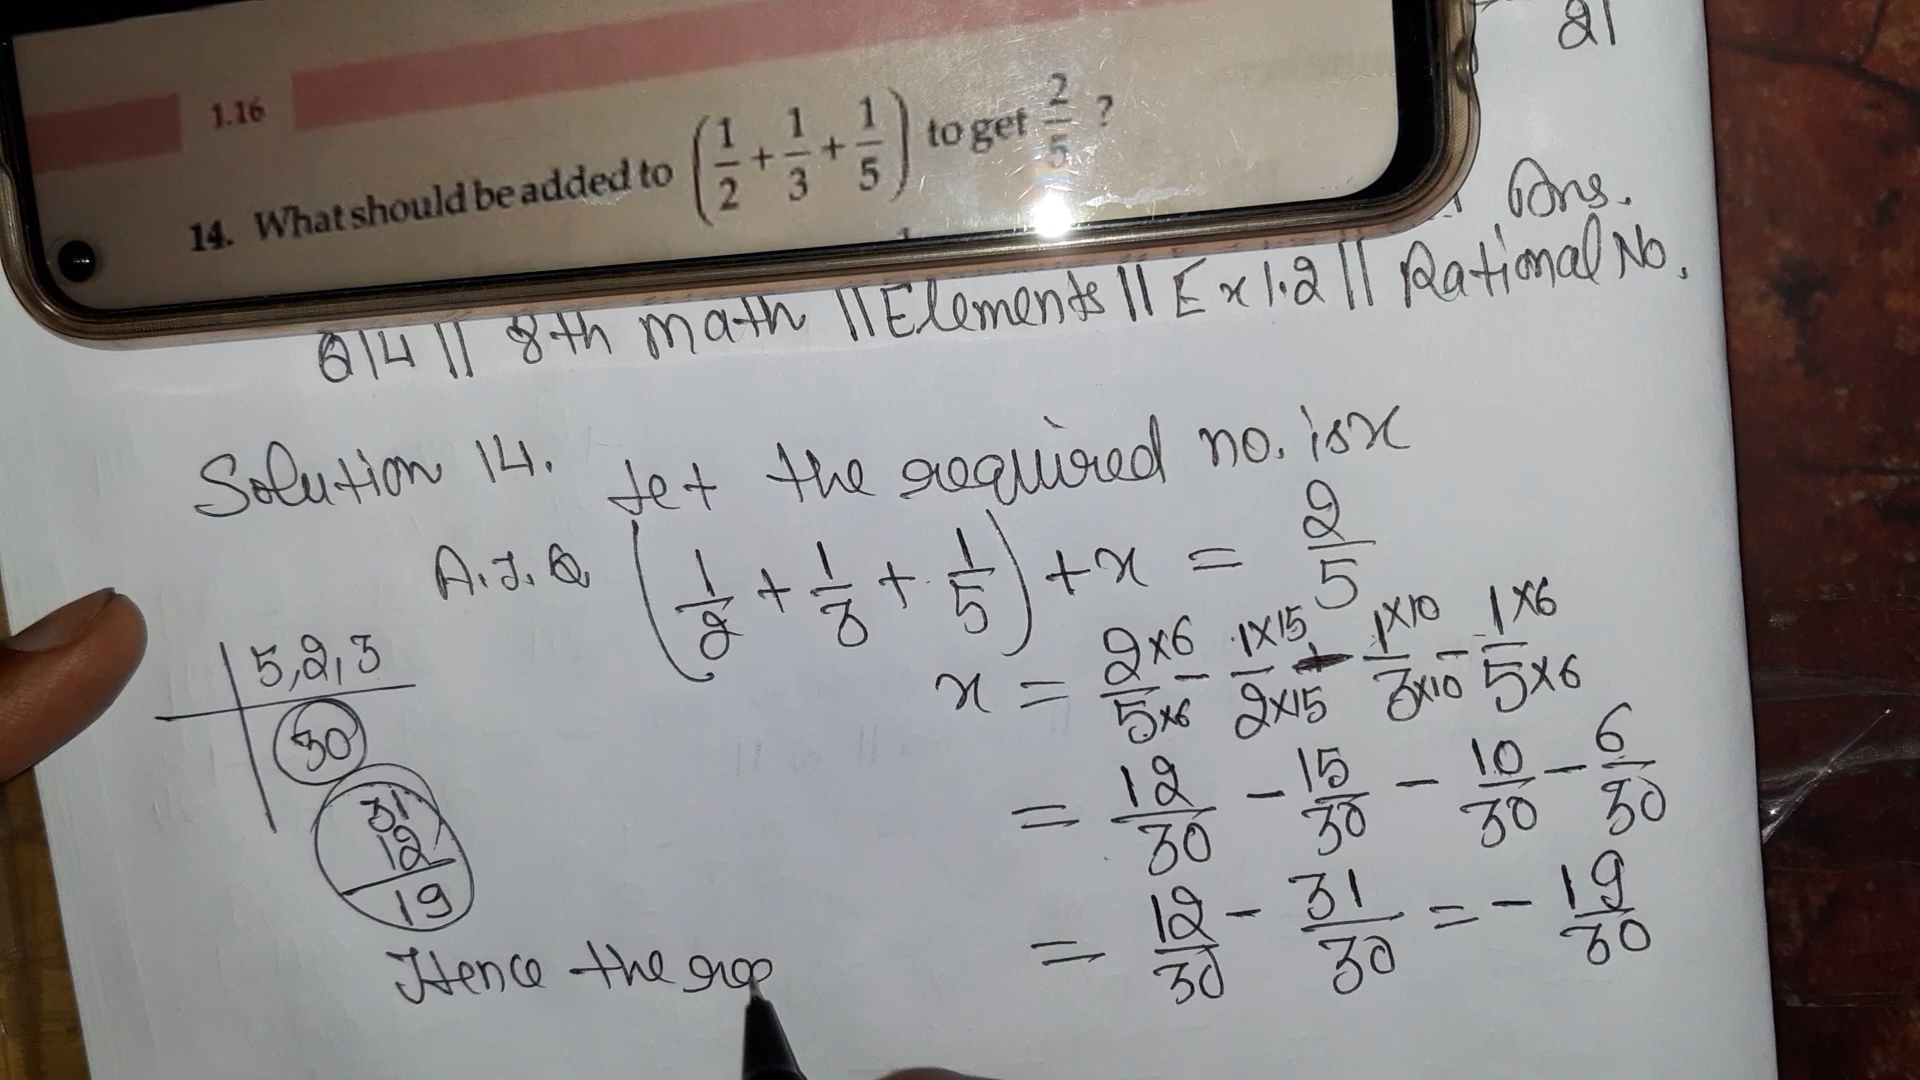 21
1.16
14. What should be added to (1/2 + 1/3 + 1/5) to get 2/5 ?
Ans.
Q14 || 8th math || Elements || Ex 1.2 || Rational No.
Solution 14. Let the required no. is x
A.T.Q (1/2 + 1/3 + 1/5) + x = 2/5
5,2,3
30
x = 2×6/5×6 - 1×15/2×15 - 1×10/3×10 - 1×6/5×6
= 12/30 - 15/30 - 10/30 - 6/30
31
12
19
= 12/30 - 31/30 = - 19/30
Hence the